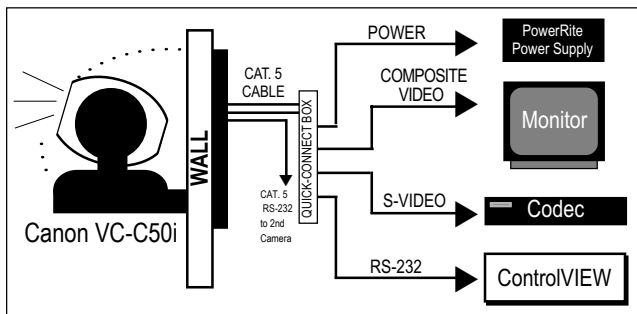 POWER
PowerRite
Power Supply
CAT. 5
CABLE
COMPOSITE
VIDEO
Monitor
WALL
QUICK-CONNECT BOX
CAT. 5
RS-232
to 2nd
Camera
S-VIDEO
Codec
Canon VC-C50i
RS-232
ControlVIEW